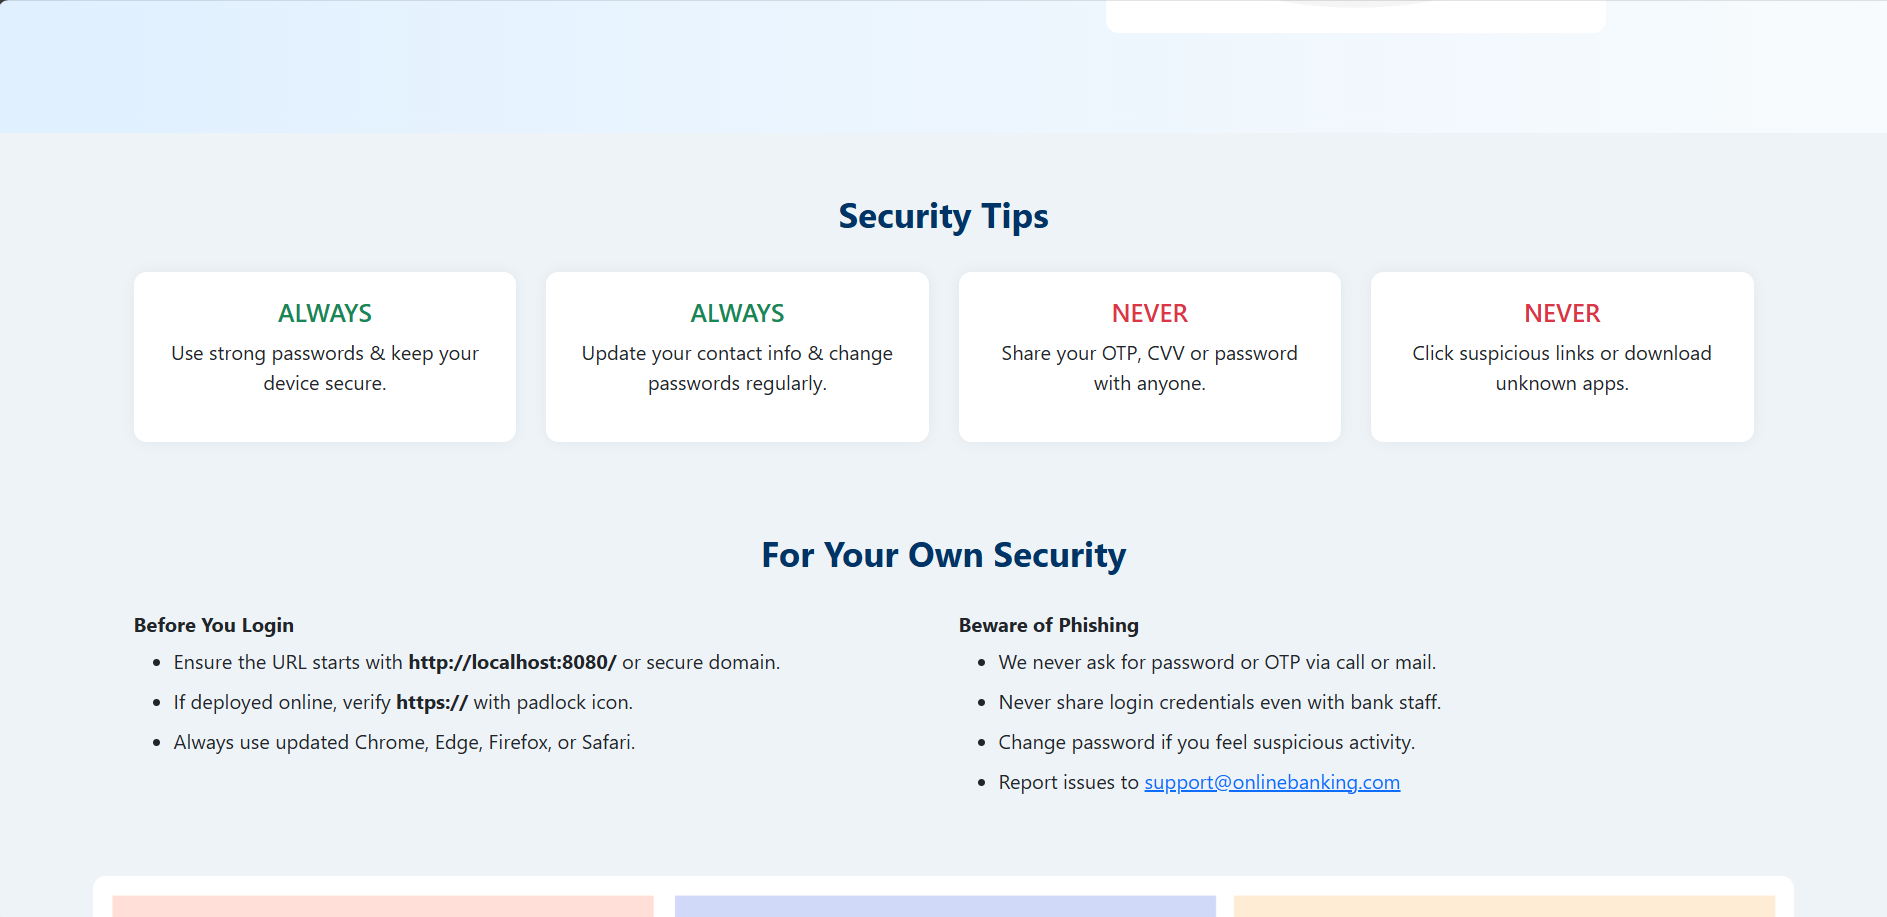 Security Tips
ALWAYS
Use strong passwords & keep your
device secure.
ALWAYS
Update your contact info & change
passwords regularly.
NEVER
Share your OTP, CVV or password
with anyone.
NEVER
Click suspicious links or download
unknown apps.
For Your Own Security
Before You Login
Ensure the URL starts with http://localhost:8080/ or secure domain.
If deployed online, verify https:// with padlock icon.
Always use updated Chrome, Edge, Firefox, or Safari.
Beware of Phishing
We never ask for password or OTP via call or mail.
Never share login credentials even with bank staff.
Change password if you feel suspicious activity.
Report issues to support@onlinebanking.com